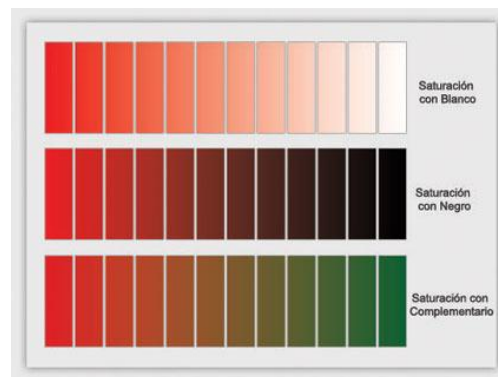 Saturación
con Blanco
Saturación
con Negro
Saturación con
Complementario